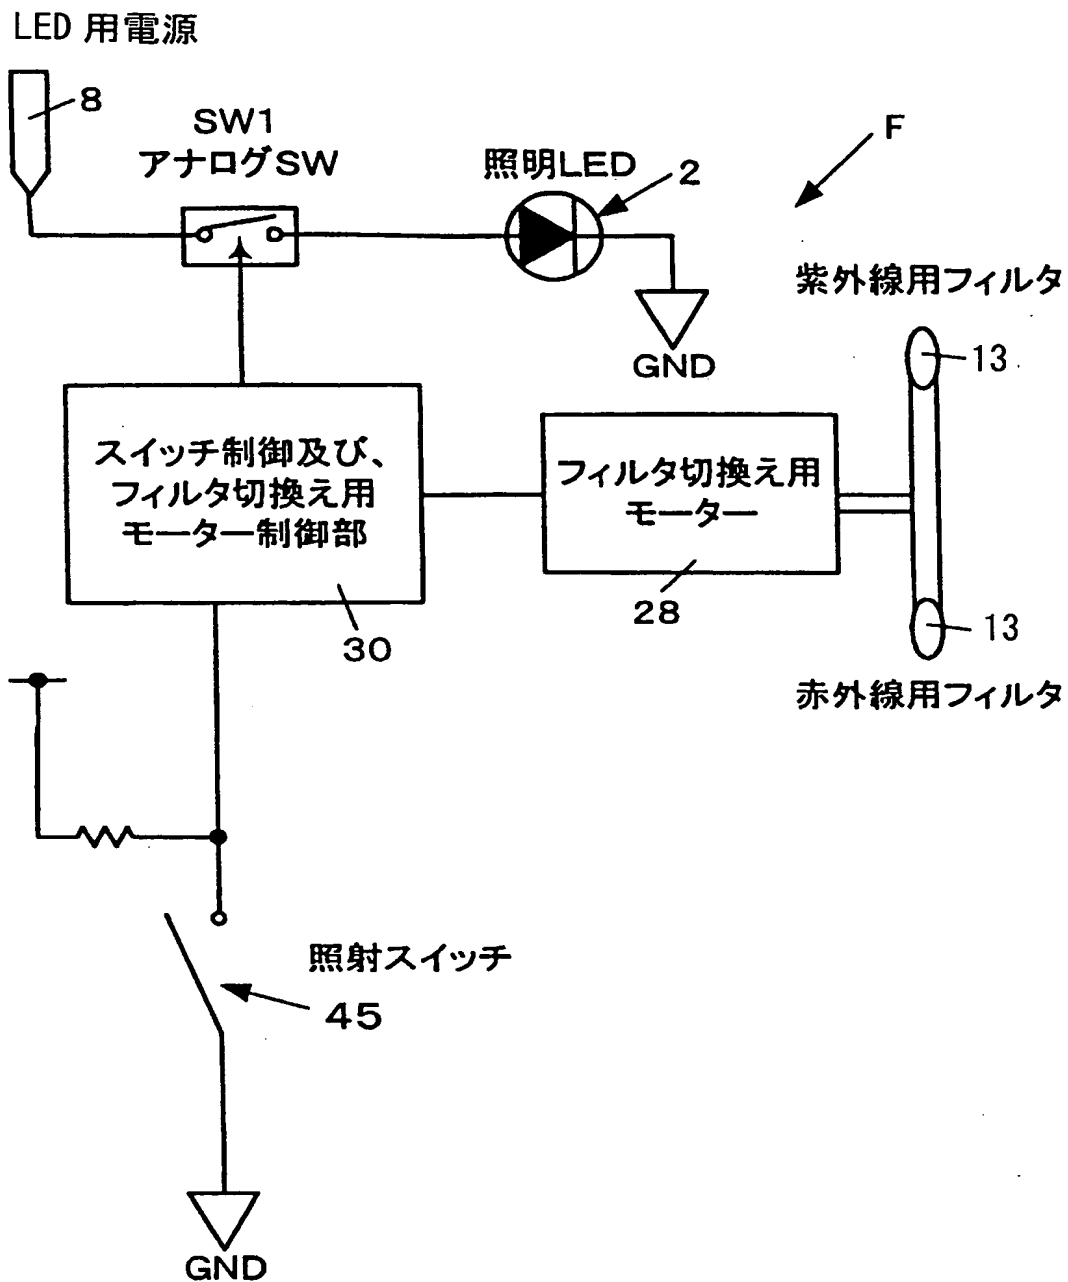 LED 用電源
8
SW1
アナログSW
照明LED
2
F
紫外線用フィルタ
13
GND
スイッチ制御及び、
フィルタ切換え用
モーター制御部
30
フィルタ切換え用
モーター
28
13
赤外線用フィルタ
照射スイッチ
45
GND